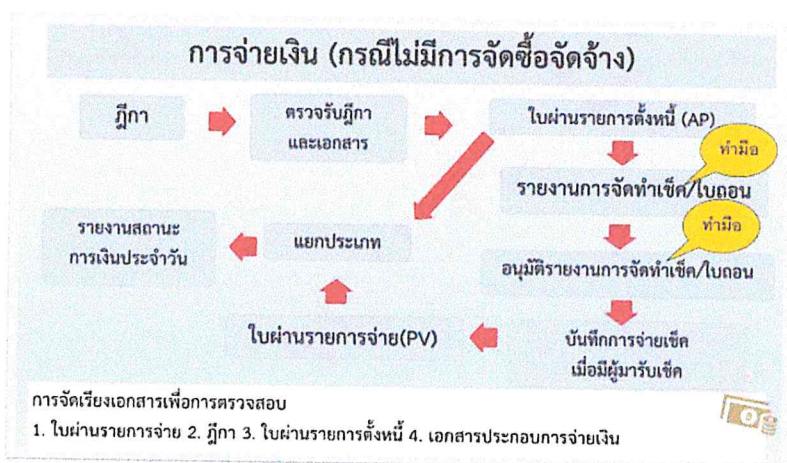 การจ่ายเงิน (กรณีไม่มีการจัดซื้อจัดจ้าง)
ฎีกา
ตรวจรับฎีกา
และเอกสาร
ใบผ่านรายการตั้งหนี้ (AP)
ทำมือ
รายงานการจัดทำเช็ค/ใบถอน
ทำมือ
รายงานสถานะ
การเงินประจำวัน
แยกประเภท
อนุมัติรายงานการจัดทำเช็ค/ใบถอน
ใบผ่านรายการจ่าย(PV)
บันทึกการจ่ายเช็ค
เมื่อมีผู้มารับเช็ค
การจัดเรียงเอกสารเพื่อการตรวจสอบ
1. ใบผ่านรายการจ่าย 2. ฎีกา 3. ใบผ่านรายการตั้งหนี้ 4. เอกสารประกอบการจ่ายเงิน